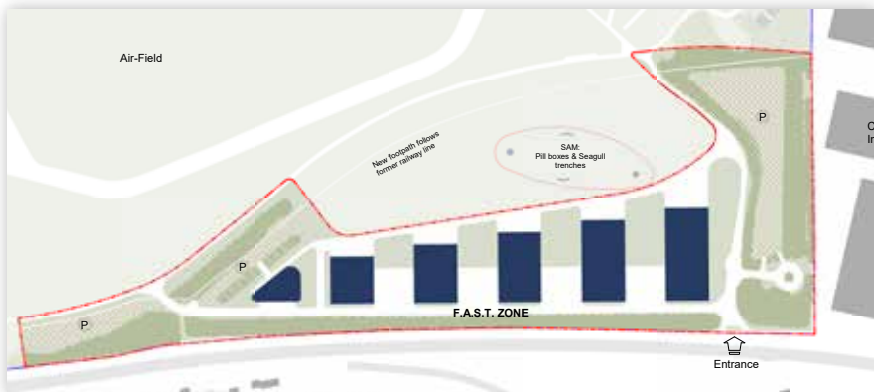 Air-Field
P
New footpath follows
former railway line
SAM:
Pill boxes & Seagull
trenches
P
P
F.A.S.T. ZONE
Entrance